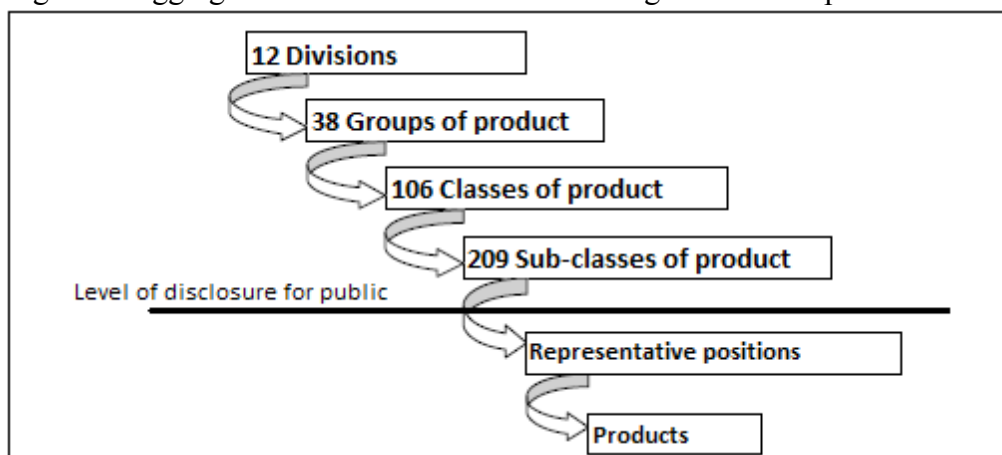 12 Divisions
38 Groups of product
106 Classes of product
209 Sub-classes of product
Level of disclosure for public
Representative positions
Products